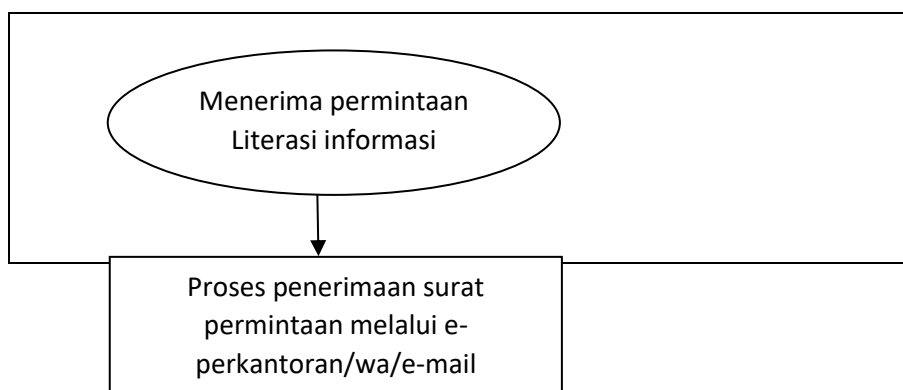 Menerima permintaan
Literasi informasi
Proses penerimaan surat
permintaan melalui e-
perkantoran/wa/e-mail